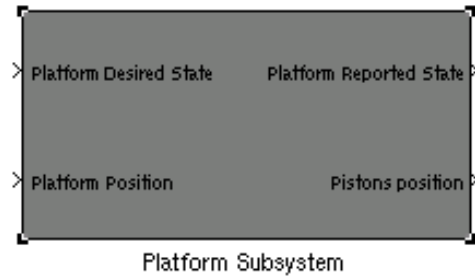 Platform Desired State
Platform Reported State
Platform Position
Pistons position
Platform Subsystem